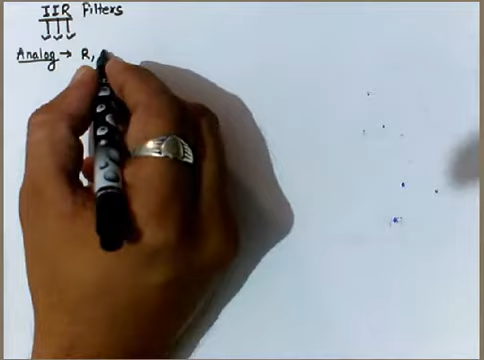 IIR Filters
Analog → R,